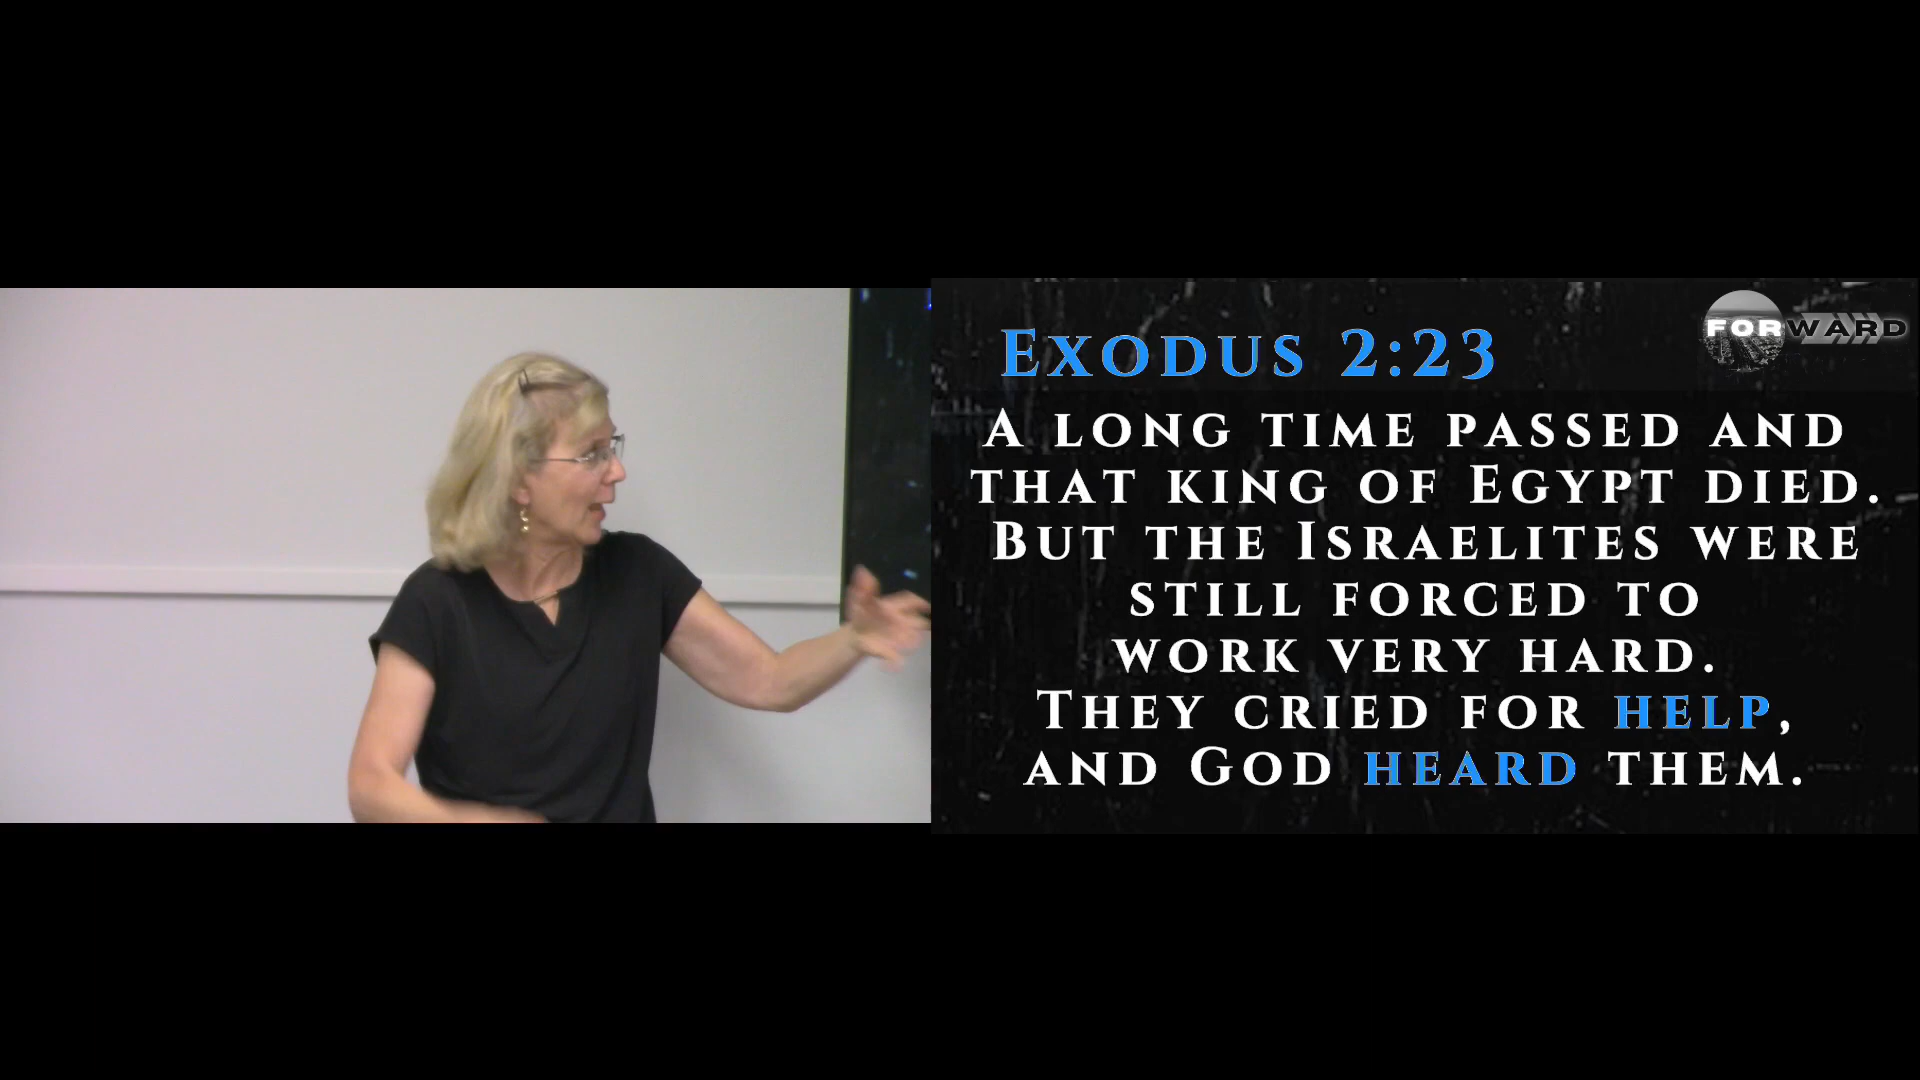 FORWARD
Exodus 2:23
A long time passed and
that king of Egypt died.
But the Israelites were
still forced to
work very hard.
They cried for help,
and God heard them.